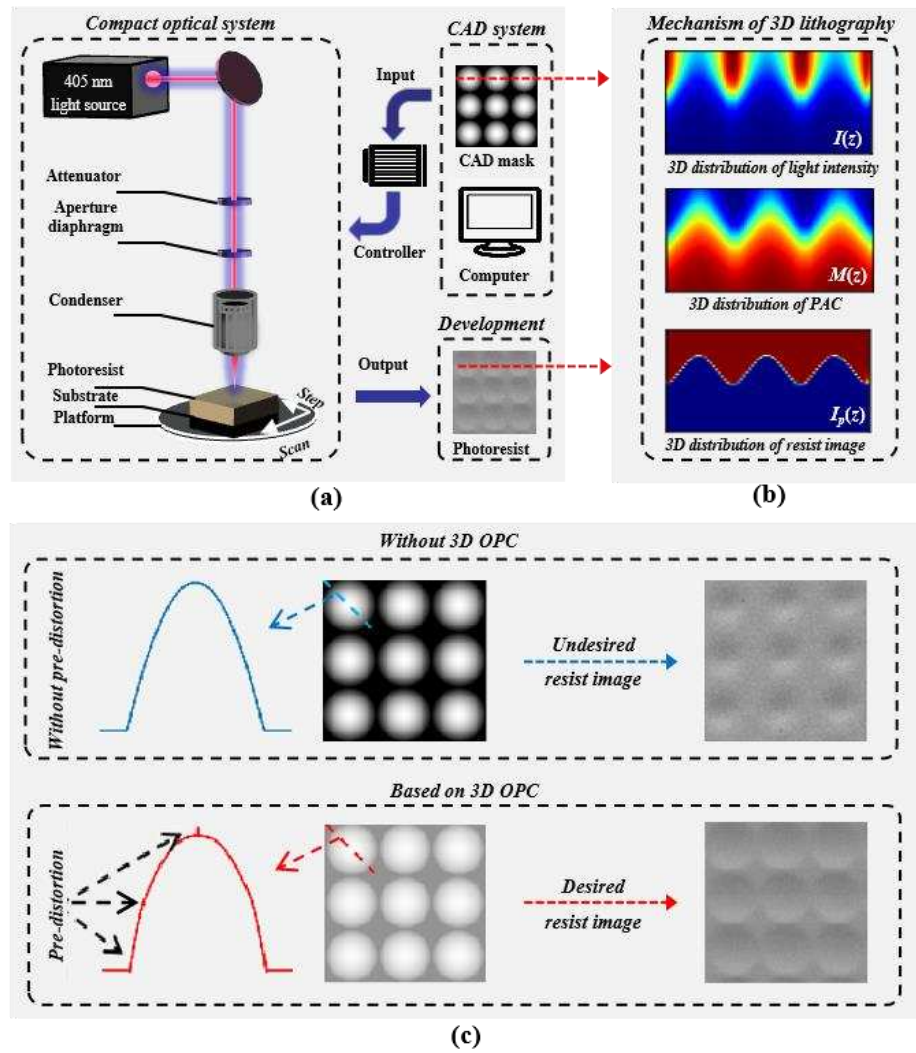 Compact optical system
405 nm
light source
Attenuator
Aperture
diaphragm
Condenser
Photoresist
Substrate
Platform
Step
Scan
Input
Controller
Output
CAD system
CAD mask
Computer
Development
Photoresist
(a)
Mechanism of 3D lithography
I(z)
3D distribution of light intensity
M(z)
3D distribution of PAC
Ip(z)
3D distribution of resist image
(b)
Without 3D OPC
Without pre-distortion
Undesired
resist image
Based on 3D OPC
Pre-distortion
Desired
resist image
(c)